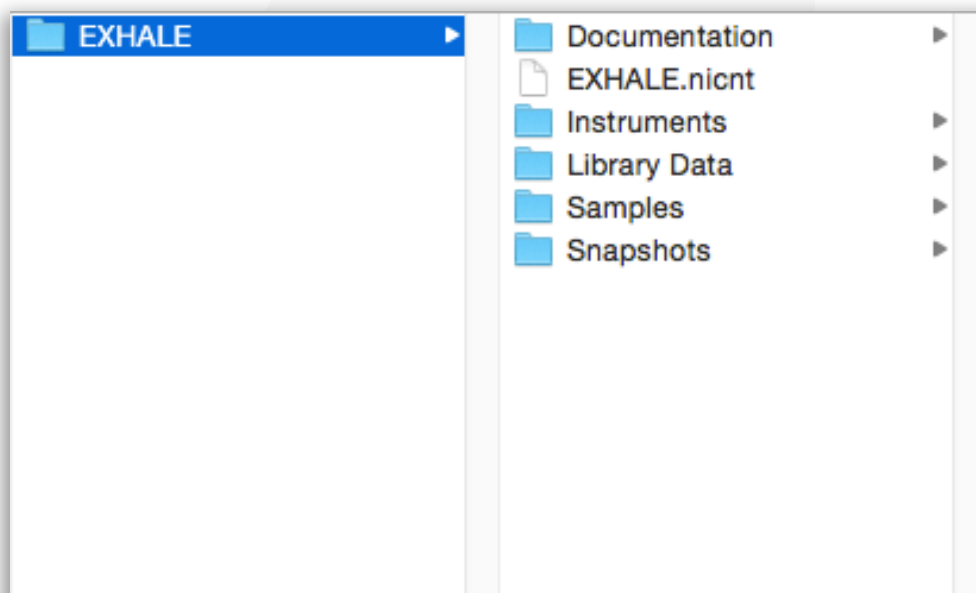 EXHALE
Documentation
EXHALE.nicnt
Instruments
Library Data
Samples
Snapshots